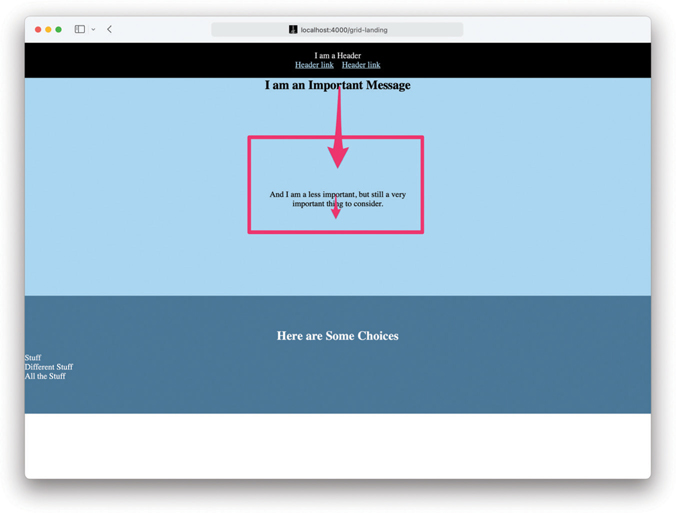 localhost:4000/grid-landing
I am a Header
Header link Header link
I am an Important Message
And I am a less important, but still a very
important thing to consider.
Here are Some Choices
Stuff
Different Stuff
All the Stuff